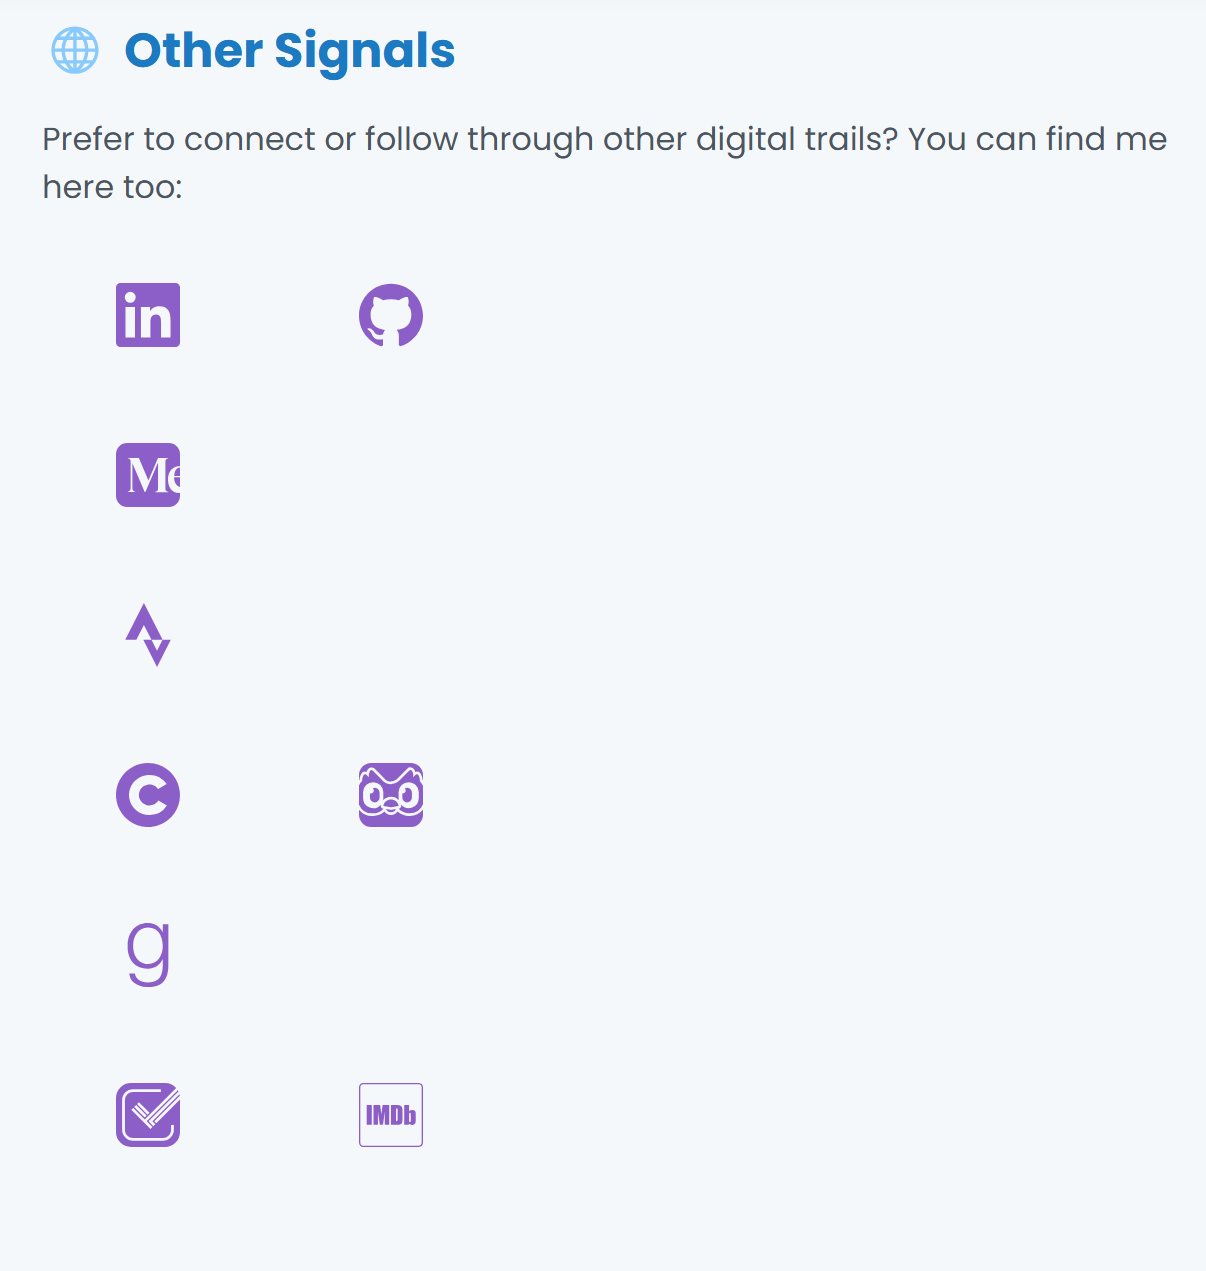 Other Signals
Prefer to connect or follow through other digital trails? You can find me
here too:
in
Me
C
g
IMDb